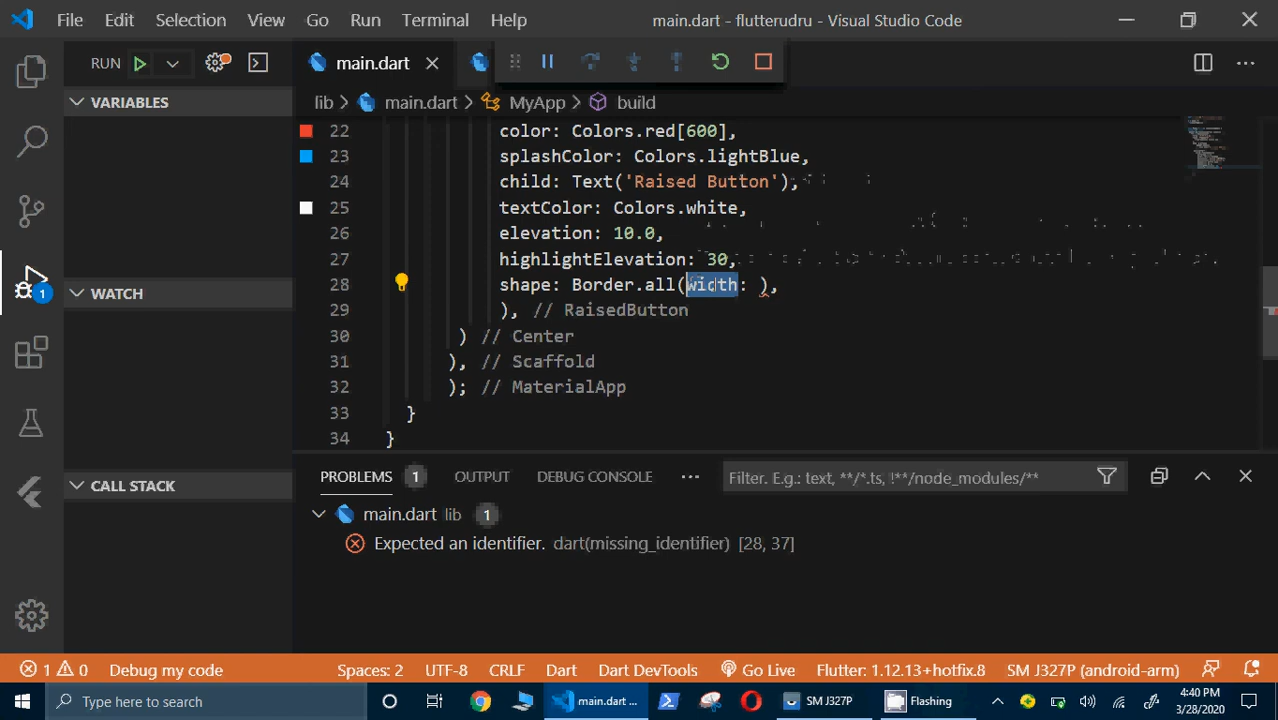 File Edit Selection View Go Run Terminal Help main.dart - flutterudru - Visual Studio Code
RUN main.dart
VARIABLES
lib > main.dart > MyApp > build
22 color: Colors.red[600],
23 splashColor: Colors.lightBlue,
24 child: Text('Raised Button'),
25 textColor: Colors.white,
26 elevation: 10.0,
27 highlightElevation: 30,
28 shape: Border.all(width: ),
29 ), // RaisedButton
30 ) // Center
31 ), // Scaffold
32 ); // MaterialApp
33 }
34 }
1
WATCH
CALL STACK
PROBLEMS 1 OUTPUT DEBUG CONSOLE ... Filter. E.g.: text, **/*.ts, !**/node_modules/**
main.dart lib 1
Expected an identifier. dart(missing_identifier) [28, 37]
1 0 Debug my code Spaces: 2 UTF-8 CRLF Dart Dart DevTools Go Live Flutter: 1.12.13+hotfix.8 SM J327P (android-arm)
Type here to search main.dart ... SM J327P Flashing 4:40 PM
3/28/2020